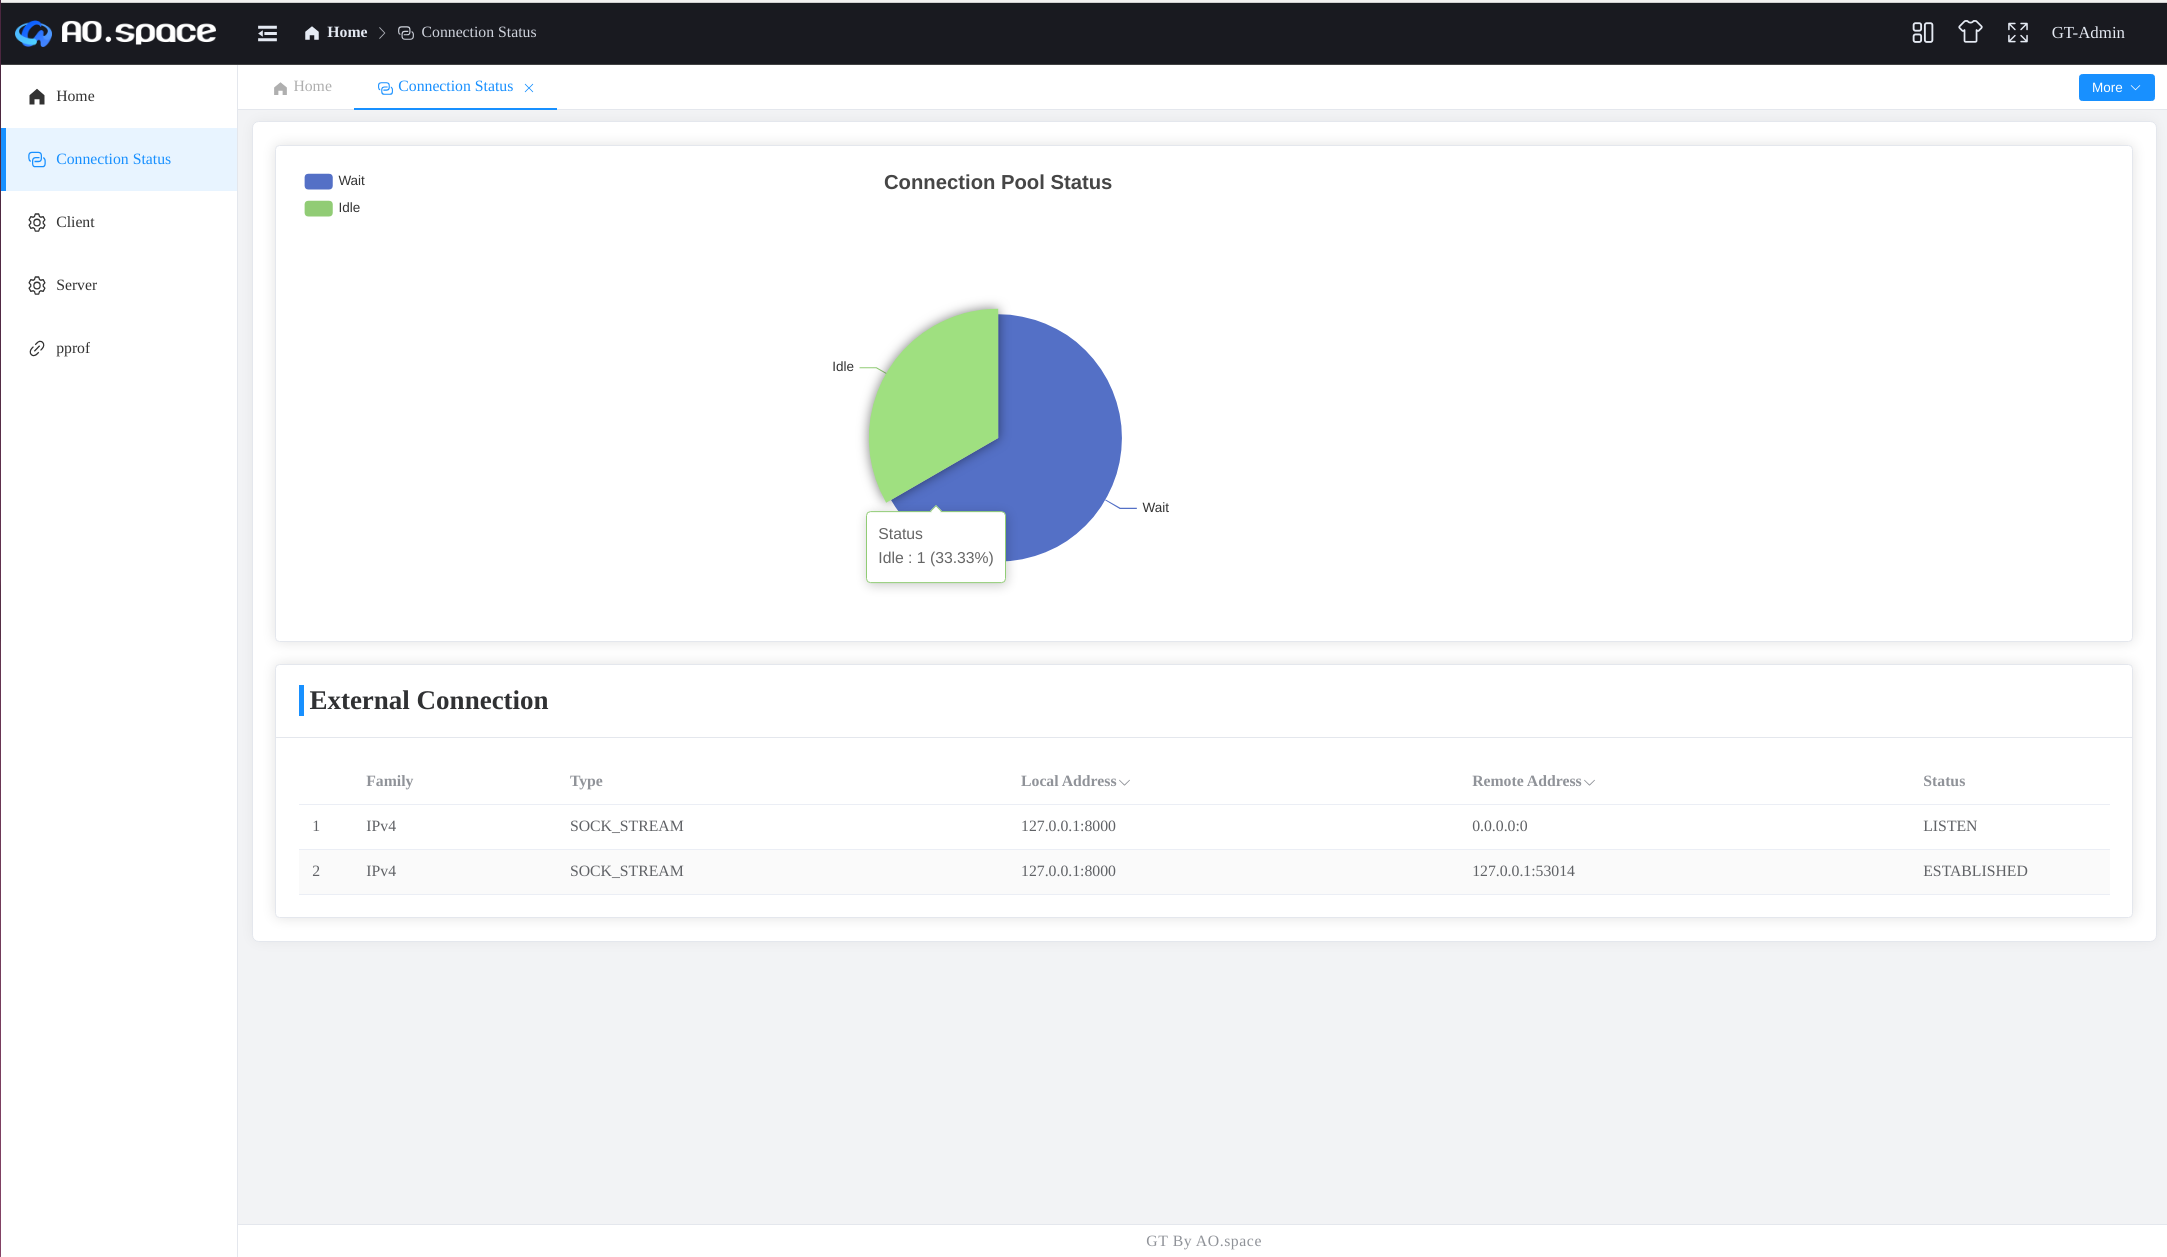 AO.space
Home > Connection Status
GT-Admin
Home
Connection Status
Client
Server
pprof
Home
Connection Status
More
Wait
Idle
Connection Pool Status
Idle
Wait
Status
Idle : 1 (33.33%)
External Connection
Family Type Local Address Remote Address Status
1 IPv4 SOCK_STREAM 127.0.0.1:8000 0.0.0.0:0 LISTEN
2 IPv4 SOCK_STREAM 127.0.0.1:8000 127.0.0.1:53014 ESTABLISHED
GT By AO.space